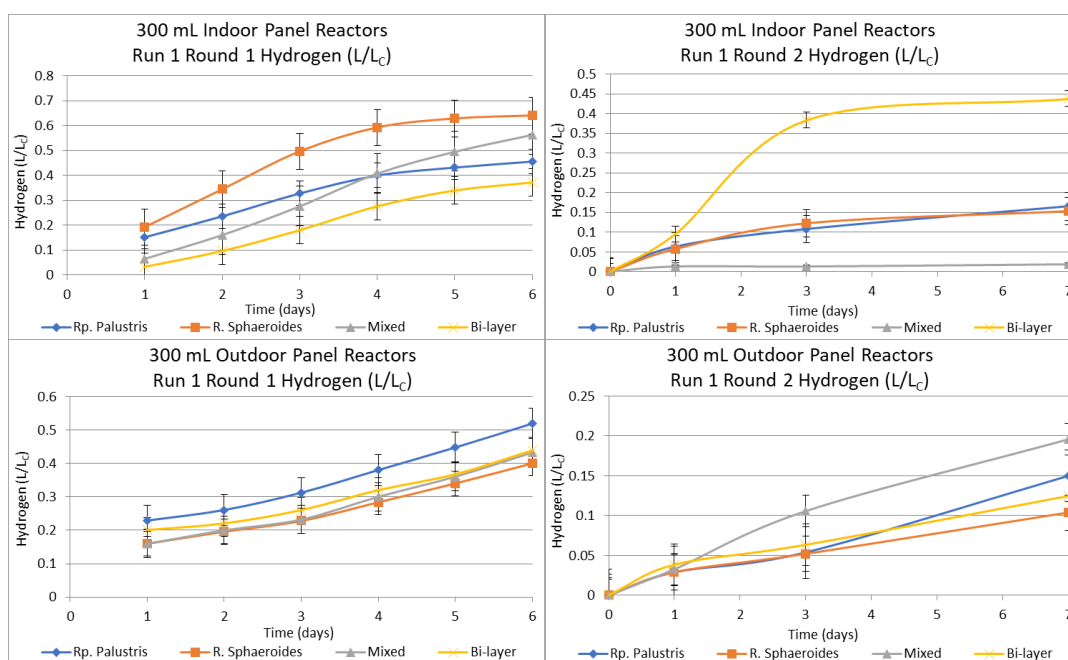 300 mL Indoor Panel Reactors
Run 1 Round 1 Hydrogen (L/LC)
Hydrogen (L/LC)
0.8
0.7
0.6
0.5
0.4
0.3
0.2
0.1
0
0 1 2 3 4 5 6
Time (days)
Rp. Palustris R. Sphaeroides Mixed Bi-layer
300 mL Indoor Panel Reactors
Run 1 Round 2 Hydrogen (L/LC)
Hydrogen (L/LC)
0.5
0.45
0.4
0.35
0.3
0.25
0.2
0.15
0.1
0.05
0
0 1 2 3 4 5 6 7
Time (days)
Rp. Palustris R. Sphaeroides Mixed Bi-layer
300 mL Outdoor Panel Reactors
Run 1 Round 1 Hydrogen (L/LC)
Hydrogen (L/LC)
0.6
0.5
0.4
0.3
0.2
0.1
0
0 1 2 3 4 5 6
Time (days)
Rp. Palustris R. Sphaeroides Mixed Bi-layer
300 mL Outdoor Panel Reactors
Run 1 Round 2 Hydrogen (L/LC)
Hydrogen (L/LC)
0.25
0.2
0.15
0.1
0.05
0
0 1 2 3 4 5 6 7
Time (days)
Rp. Palustris R. Sphaeroides Mixed Bi-layer